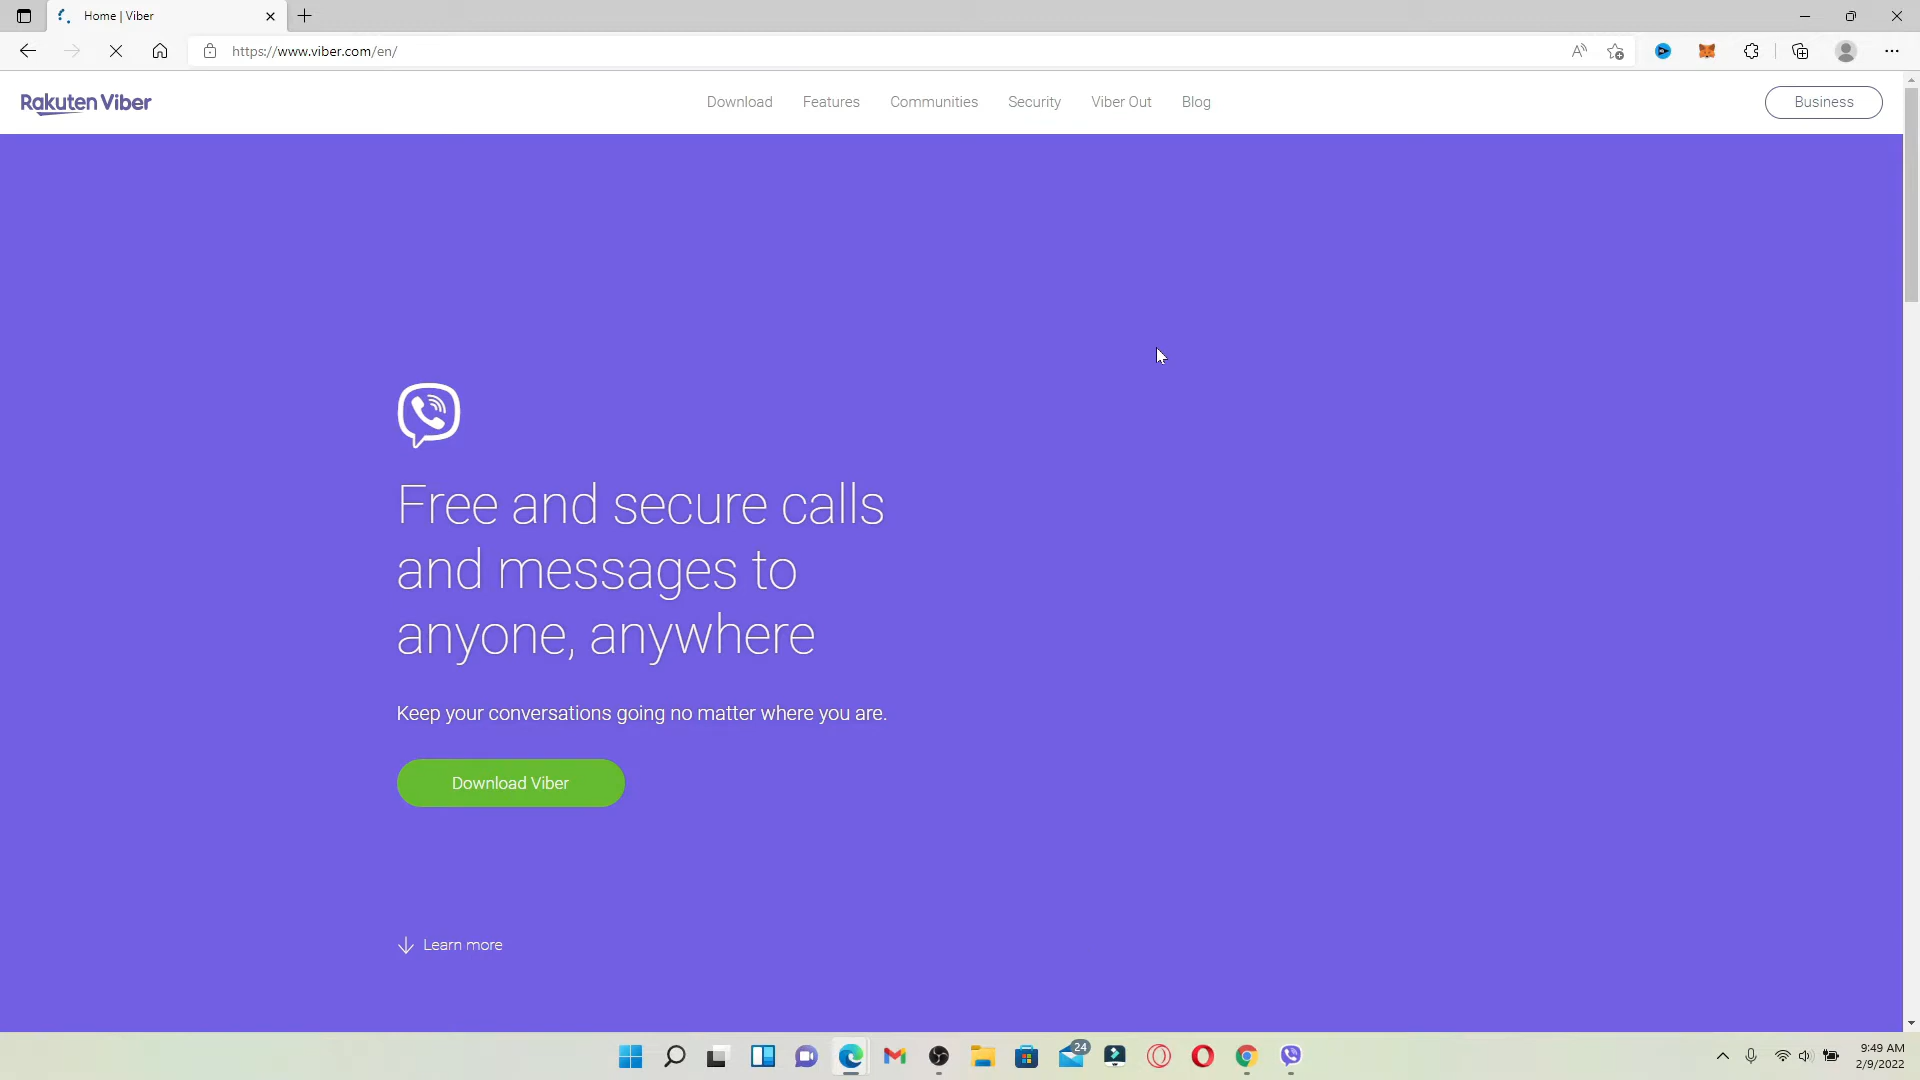 Home | Viber
https://www.viber.com/en/
Rakuten Viber
Download
Features
Communities
Security
Viber Out
Blog
Business
Free and secure calls
and messages to
anyone, anywhere
Keep your conversations going no matter where you are.
Download Viber
Learn more
24
9:49 AM
2/9/2022